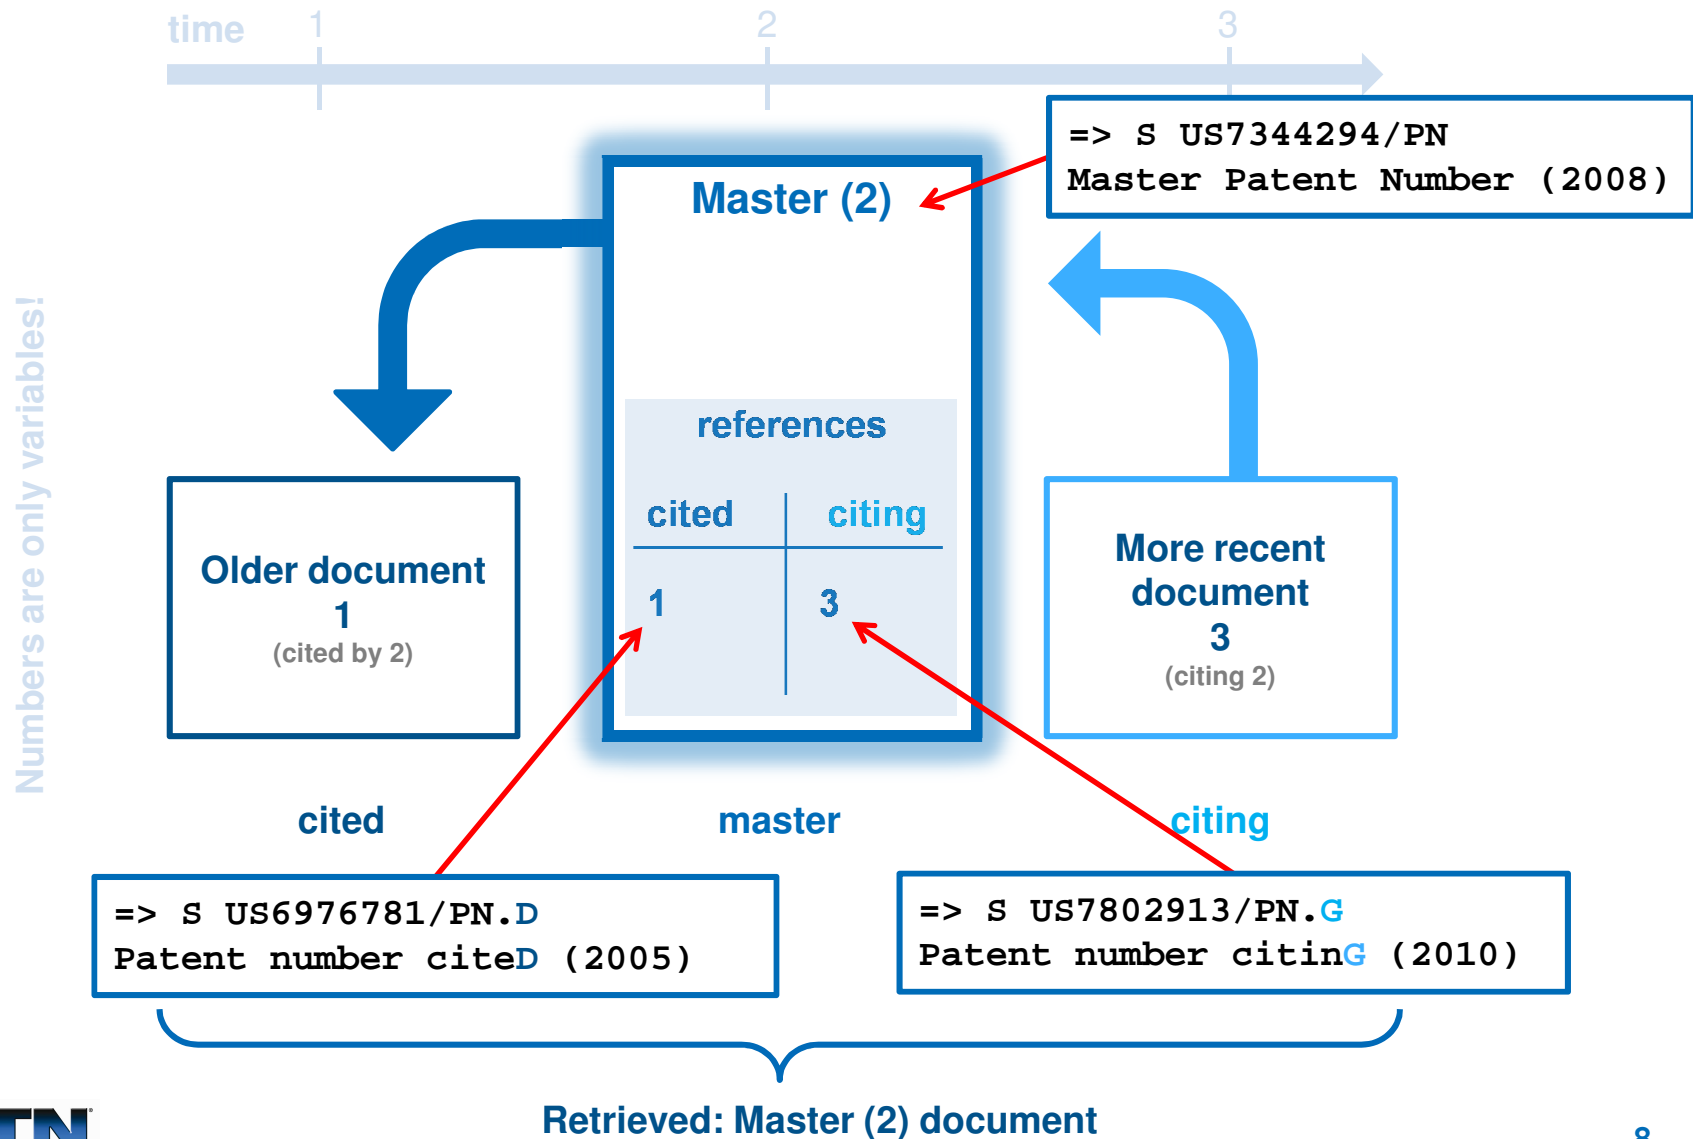 time 1 2 3
=> S US7344294/PN
Master Patent Number (2008)
Master (2)
Numbers are only variables!
references
cited citing
1 3
Older document
1
(cited by 2)
More recent
document
3
(citing 2)
cited master citing
=> S US6976781/PN.D
Patent number citeD (2005)
=> S US7802913/PN.G
Patent number citinG (2010)
Retrieved: Master (2) document
8